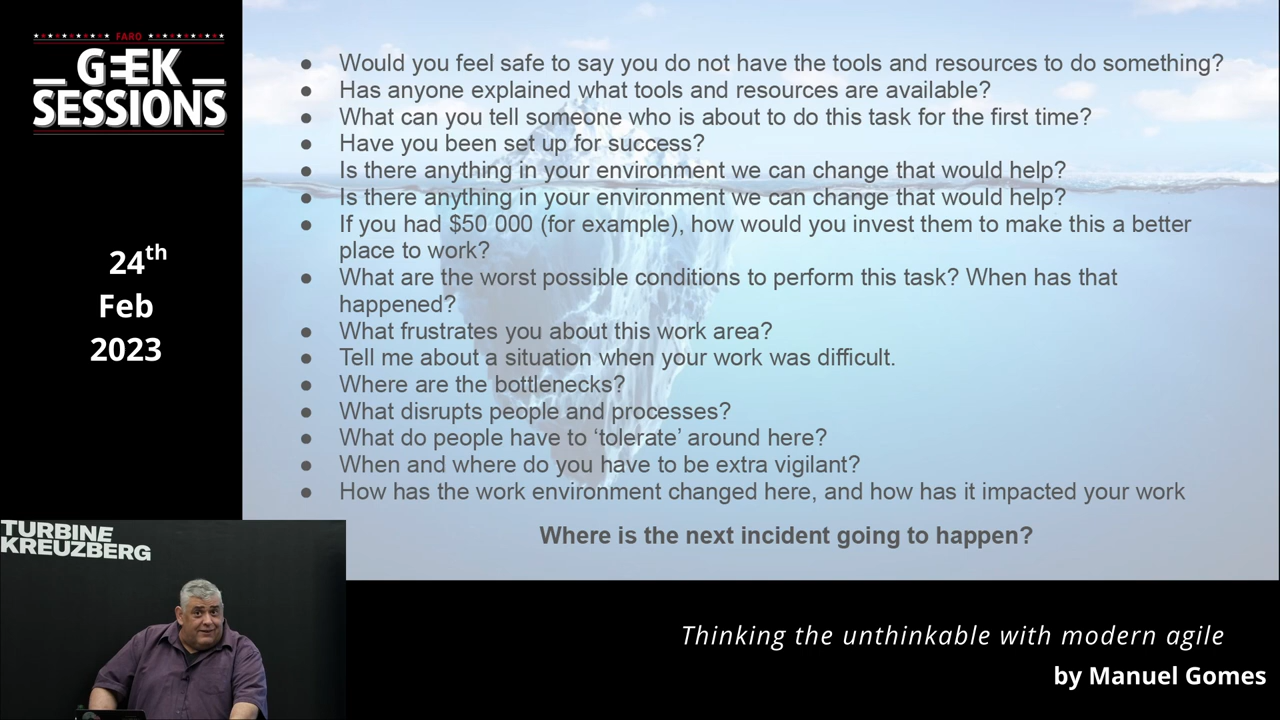 FARO
GEEK
SESSIONS
24th
Feb
2023
● Would you feel safe to say you do not have the tools and resources to do something?
● Has anyone explained what tools and resources are available?
● What can you tell someone who is about to do this task for the first time?
● Have you been set up for success?
● Is there anything in your environment we can change that would help?
● Is there anything in your environment we can change that would help?
● If you had $50 000 (for example), how would you invest them to make this a better
place to work?
● What are the worst possible conditions to perform this task? When has that
happened?
● What frustrates you about this work area?
● Tell me about a situation when your work was difficult.
● Where are the bottlenecks?
● What disrupts people and processes?
● What do people have to ‘tolerate’ around here?
● When and where do you have to be extra vigilant?
● How has the work environment changed here, and how has it impacted your work
Where is the next incident going to happen?
TURBINE
KREUZBERG
Thinking the unthinkable with modern agile
by Manuel Gomes